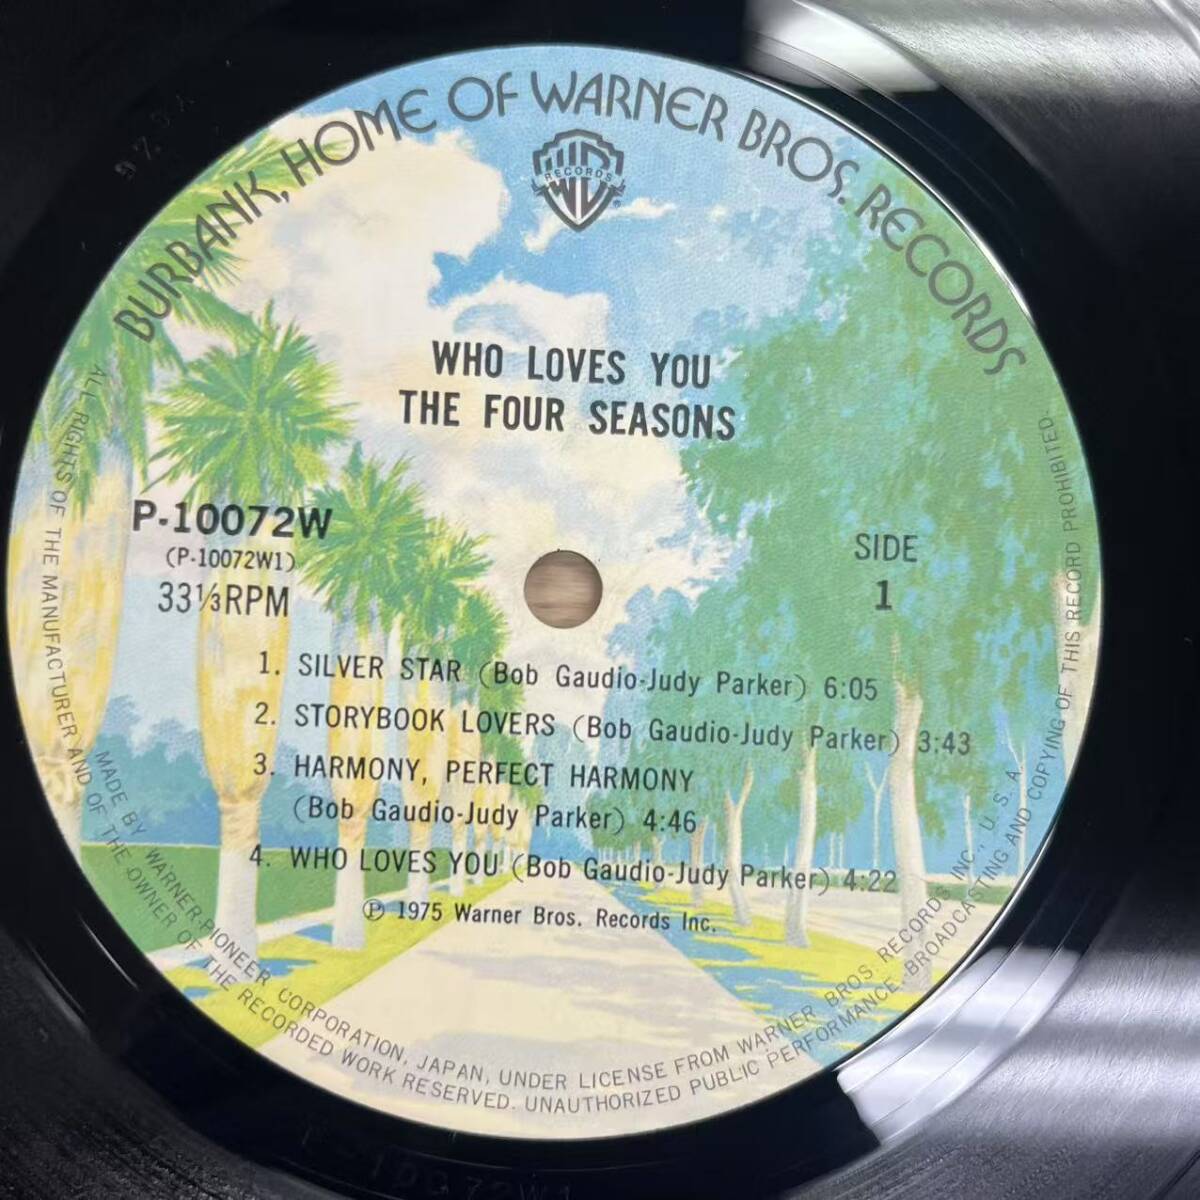 BURBANK, HOME OF WARNER BROS. RECORDS
RECORDS
®
WHO LOVES YOU
THE FOUR SEASONS
P-10072W
(P-10072W1)
33⅓RPM
SIDE
1
1. SILVER STAR (Bob Gaudio-Judy Parker) 6:05
2. STORYBOOK LOVERS (Bob Gaudio-Judy Parker) 3:43
3. HARMONY, PERFECT HARMONY
(Bob Gaudio-Judy Parker) 4:46
4. WHO LOVES YOU (Bob Gaudio-Judy Parker) 4:22
℗ 1975 Warner Bros. Records Inc.
MADE BY WARNER-PIONEER CORPORATION, JAPAN, UNDER LICENSE FROM WARNER BROS. RECORDS INC., U. S. A.
ALL RIGHTS OF THE MANUFACTURER AND OF THE OWNER OF THE RECORDED WORK RESERVED. UNAUTHORIZED PUBLIC PERFORMANCE, BROADCASTING AND COPYING OF THIS RECORD PROHIBITED.